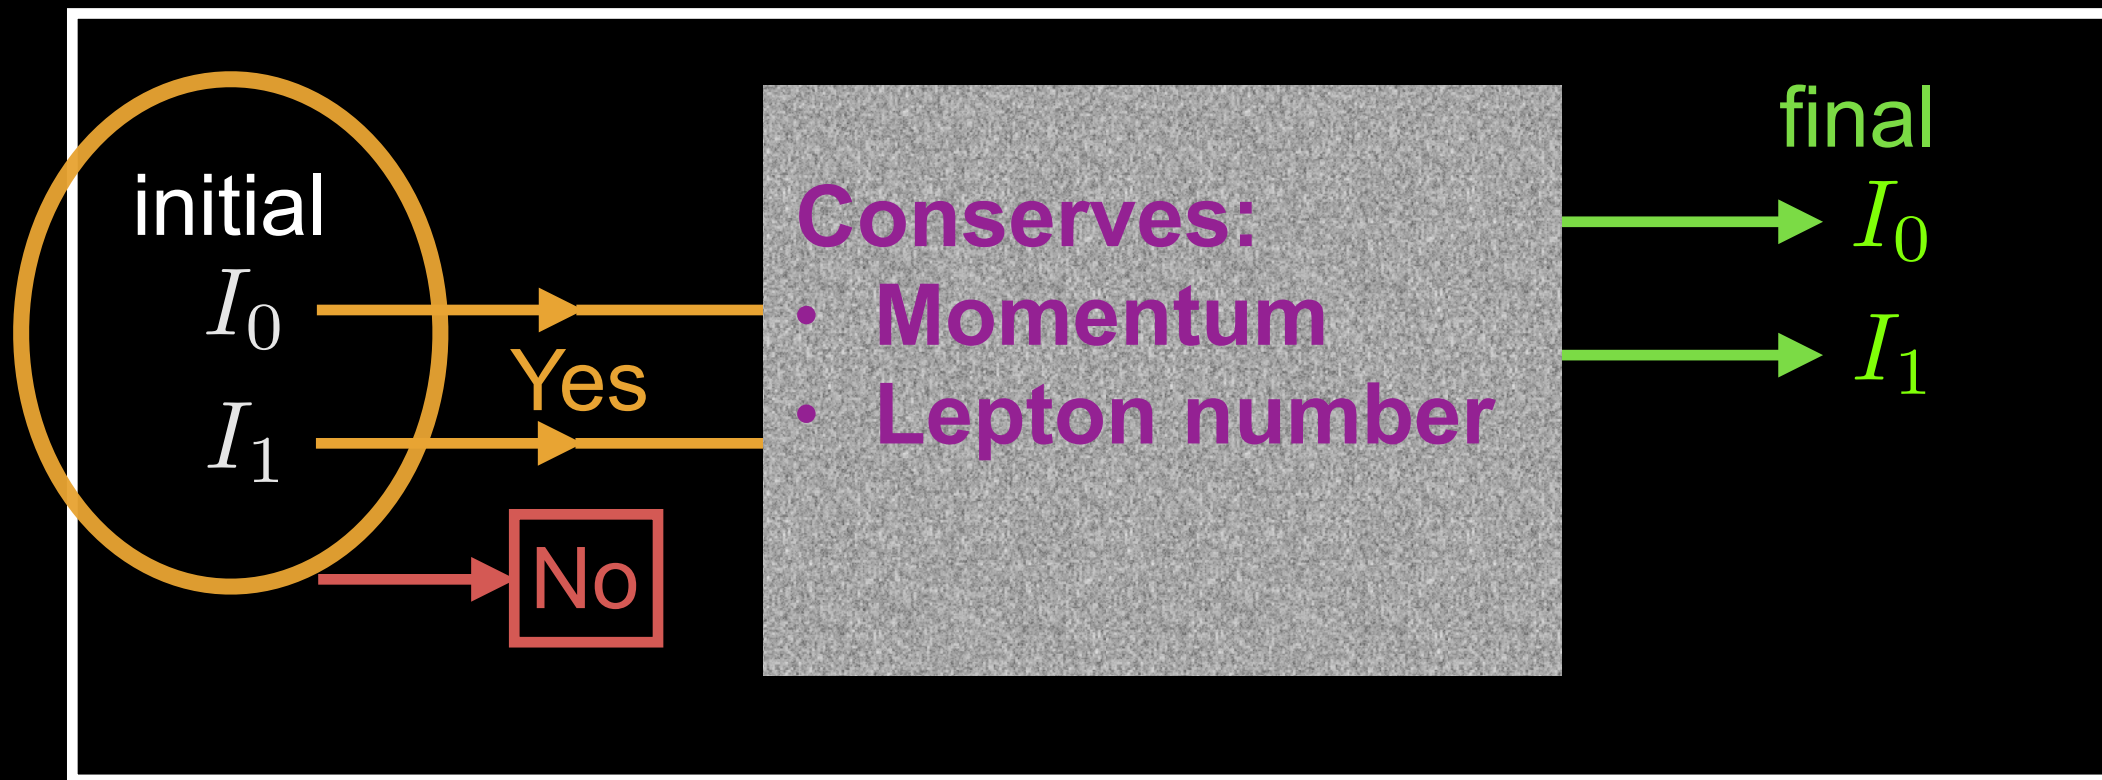 initial
I₀
I₁
Yes
No
Conserves:
• Momentum
• Lepton number
final
I₀
I₁